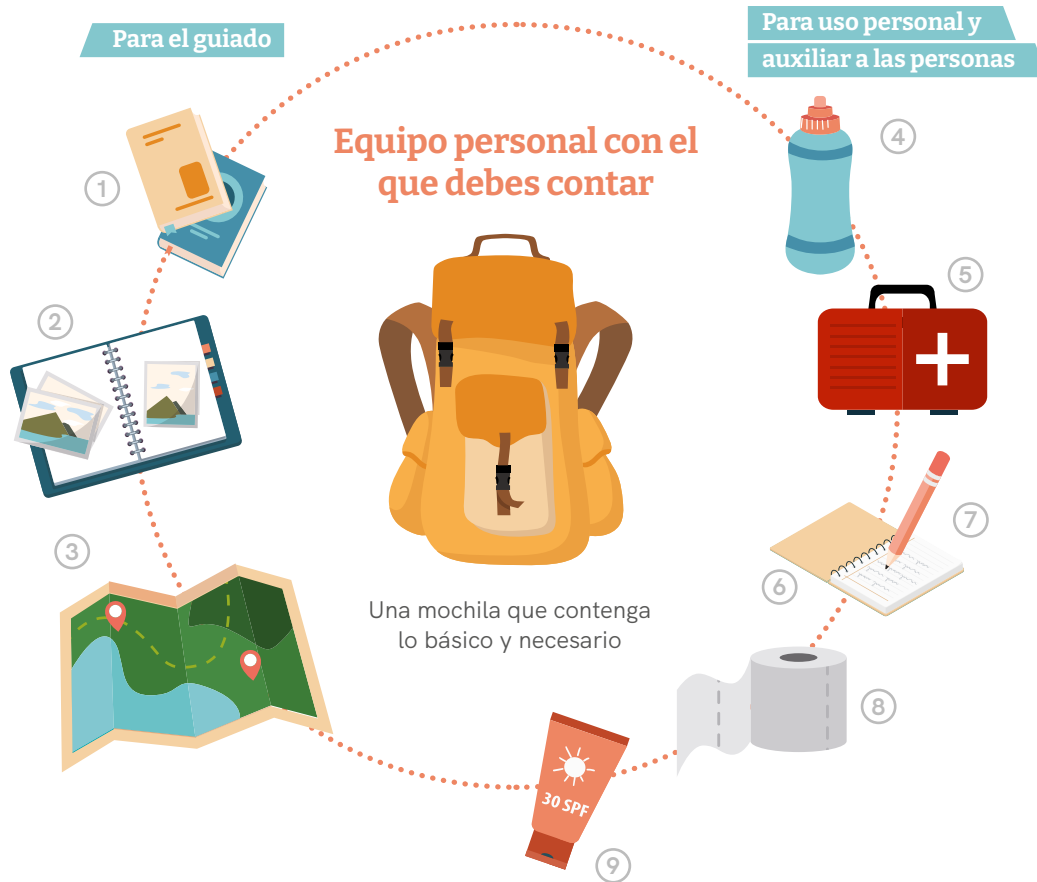 Para el guiado
Para uso personal y
auxiliar a las personas
Equipo personal con el
que debes contar
1
2
3
4
5
6
7
8
9
30 SPF
Una mochila que contenga
lo básico y necesario